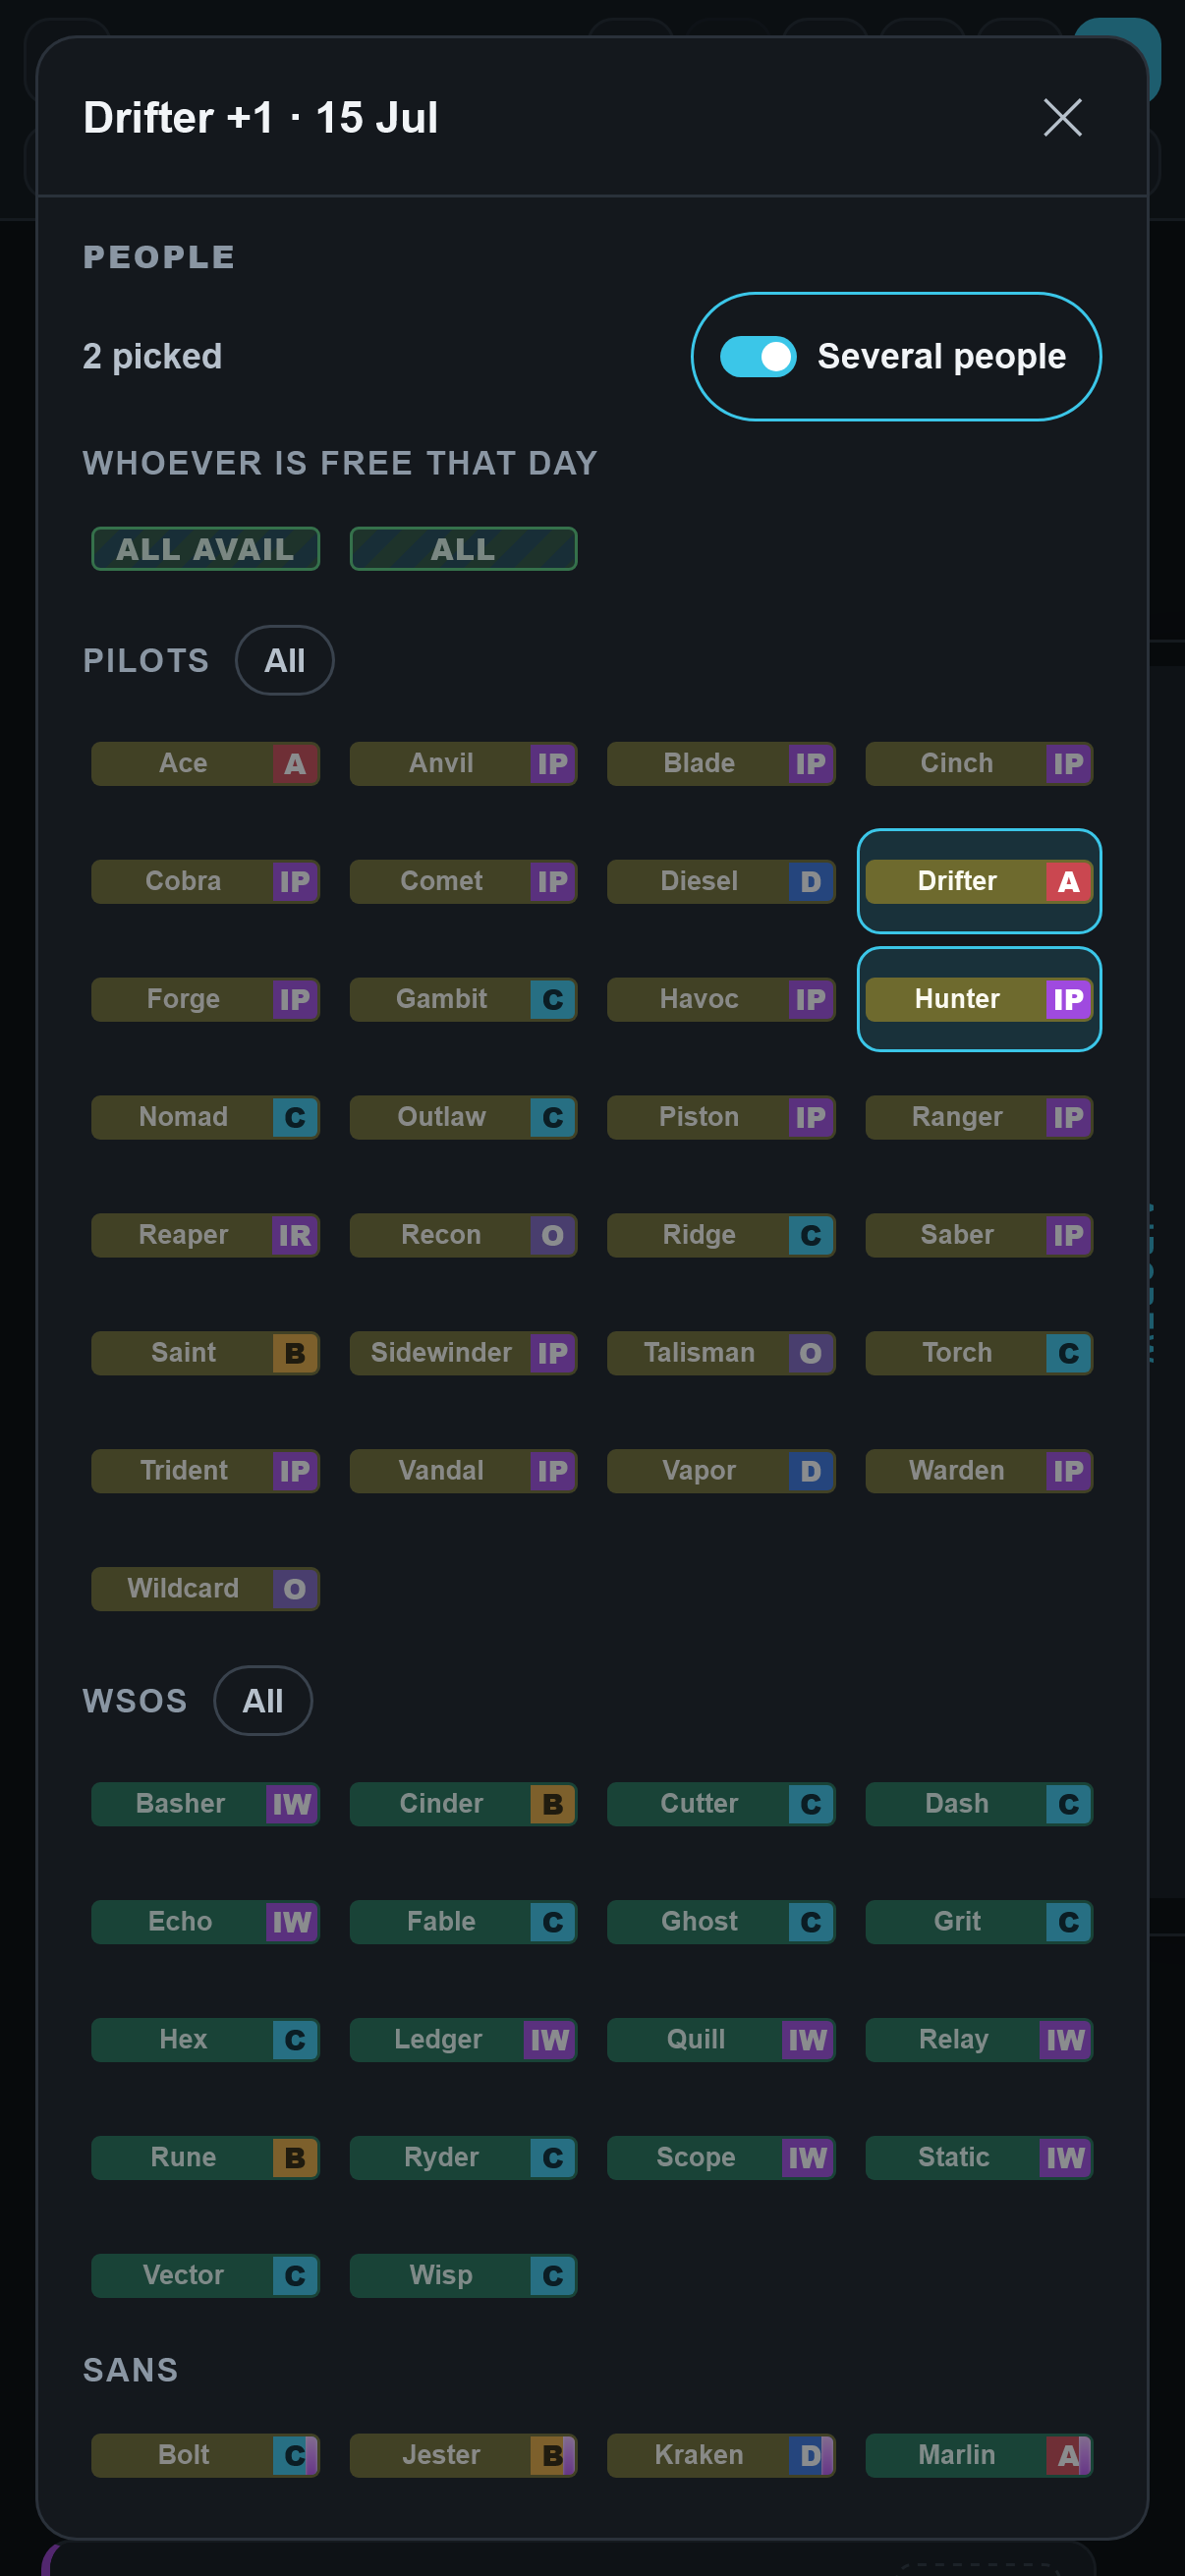 Drifter +1 · 15 Jul
PEOPLE
2 picked
Several people
WHOEVER IS FREE THAT DAY
ALL AVAIL ALL
PILOTS All
Ace A Anvil IP Blade IP Cinch IP
Cobra IP Comet IP Diesel D Drifter A
Forge IP Gambit C Havoc IP Hunter IP
Nomad C Outlaw C Piston IP Ranger IP
Reaper IR Recon O Ridge C Saber IP
Saint B Sidewinder IP Talisman O Torch C
Trident IP Vandal IP Vapor D Warden IP
Wildcard O
WSOS All
Basher IW Cinder B Cutter C Dash C
Echo IW Fable C Ghost C Grit C
Hex C Ledger IW Quill IW Relay IW
Rune B Ryder C Scope IW Static IW
Vector C Wisp C
SANS
Bolt C Jester B Kraken D Marlin A